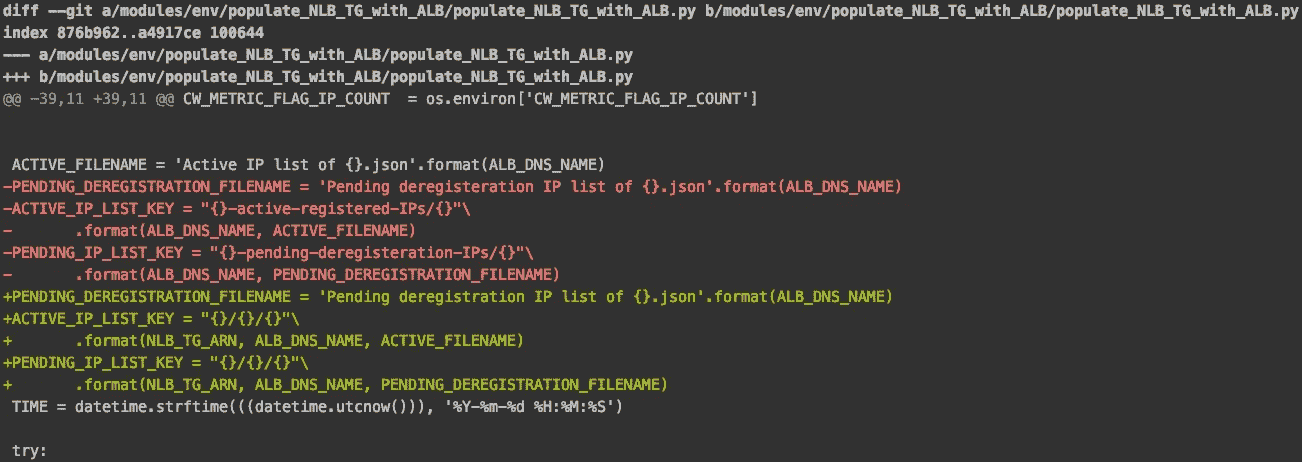 diff --git a/modules/env/populate_NLB_TG_with_ALB/populate_NLB_TG_with_ALB.py b/modules/env/populate_NLB_TG_with_ALB/populate_NLB_TG_with_ALB.py
index 876b962..a4917ce 100644
--- a/modules/env/populate_NLB_TG_with_ALB/populate_NLB_TG_with_ALB.py
+++ b/modules/env/populate_NLB_TG_with_ALB/populate_NLB_TG_with_ALB.py
@@ -39,11 +39,11 @@ CW_METRIC_FLAG_IP_COUNT  = os.environ['CW_METRIC_FLAG_IP_COUNT']
 ACTIVE_FILENAME = 'Active IP list of {}.json'.format(ALB_DNS_NAME)
-PENDING_DEREGISTRATION_FILENAME = 'Pending deregisteration IP list of {}.json'.format(ALB_DNS_NAME)
-ACTIVE_IP_LIST_KEY = "{}-active-registered-IPs/{}"\
-       .format(ALB_DNS_NAME, ACTIVE_FILENAME)
-PENDING_IP_LIST_KEY = "{}-pending-deregisteration-IPs/{}"\
-       .format(ALB_DNS_NAME, PENDING_DEREGISTRATION_FILENAME)
+PENDING_DEREGISTRATION_FILENAME = 'Pending deregistration IP list of {}.json'.format(ALB_DNS_NAME)
+ACTIVE_IP_LIST_KEY = "{}/{}/{}"\
+       .format(NLB_TG_ARN, ALB_DNS_NAME, ACTIVE_FILENAME)
+PENDING_IP_LIST_KEY = "{}/{}/{}"\
+       .format(NLB_TG_ARN, ALB_DNS_NAME, PENDING_DEREGISTRATION_FILENAME)
 TIME = datetime.strftime(((datetime.utcnow())), '%Y-%m-%d %H:%M:%S')
 try: